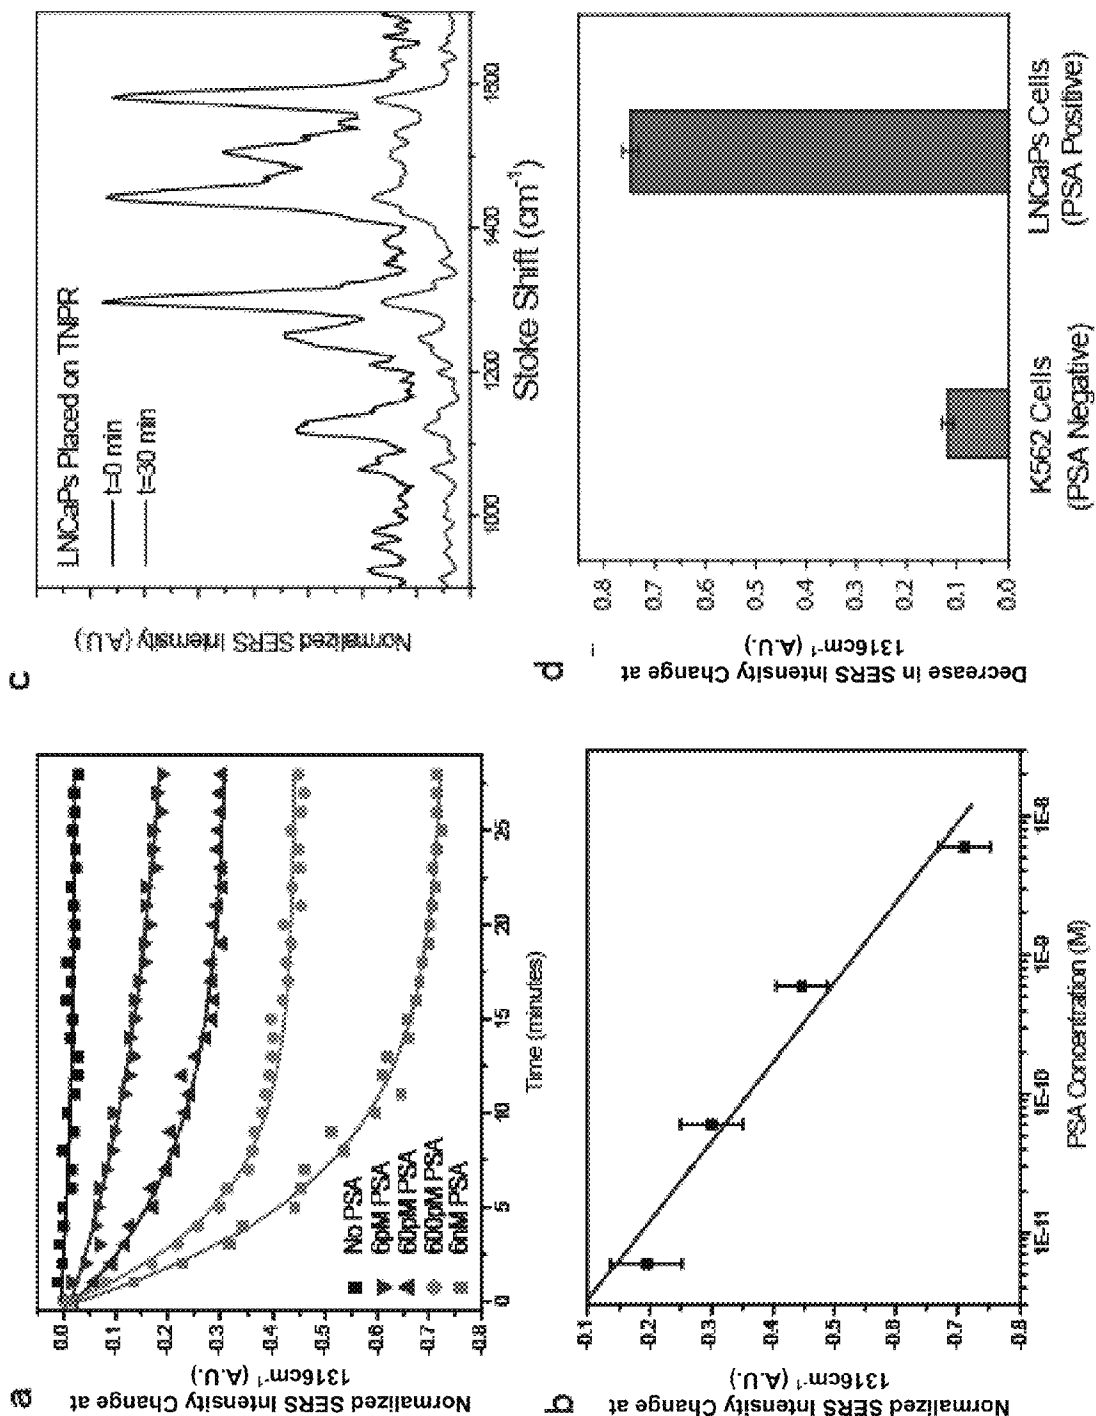 a
Normalized SERS Intensity Change at
1316cm⁻¹ (A.U.)
0.0
-0.1
-0.2
-0.3
-0.4
-0.5
-0.6
-0.7
-0.8
No PSA
6pM PSA
60pM PSA
600pM PSA
6nM PSA
0
5
10
15
20
25
Time (minutes)
b
Normalized SERS Intensity Change at
1316cm⁻¹ (A.U.)
-0.1
-0.2
-0.3
-0.4
-0.5
-0.6
-0.7
-0.8
1E-11
1E-10
1E-9
1E-8
PSA Concentration (M)
c
Normalized SERS Intensity (A.U.)
LNCaPs Placed on TNPR
t=0 min
t=30 min
1000
1200
1400
1600
Stoke Shift (cm⁻¹)
d
Decrease in SERS Intensity Change at
1316cm⁻¹ (A.U.)
0.8
0.7
0.6
0.5
0.4
0.3
0.2
0.1
0.0
K562 Cells
(PSA Negative)
LNCaPs Cells
(PSA Positive)